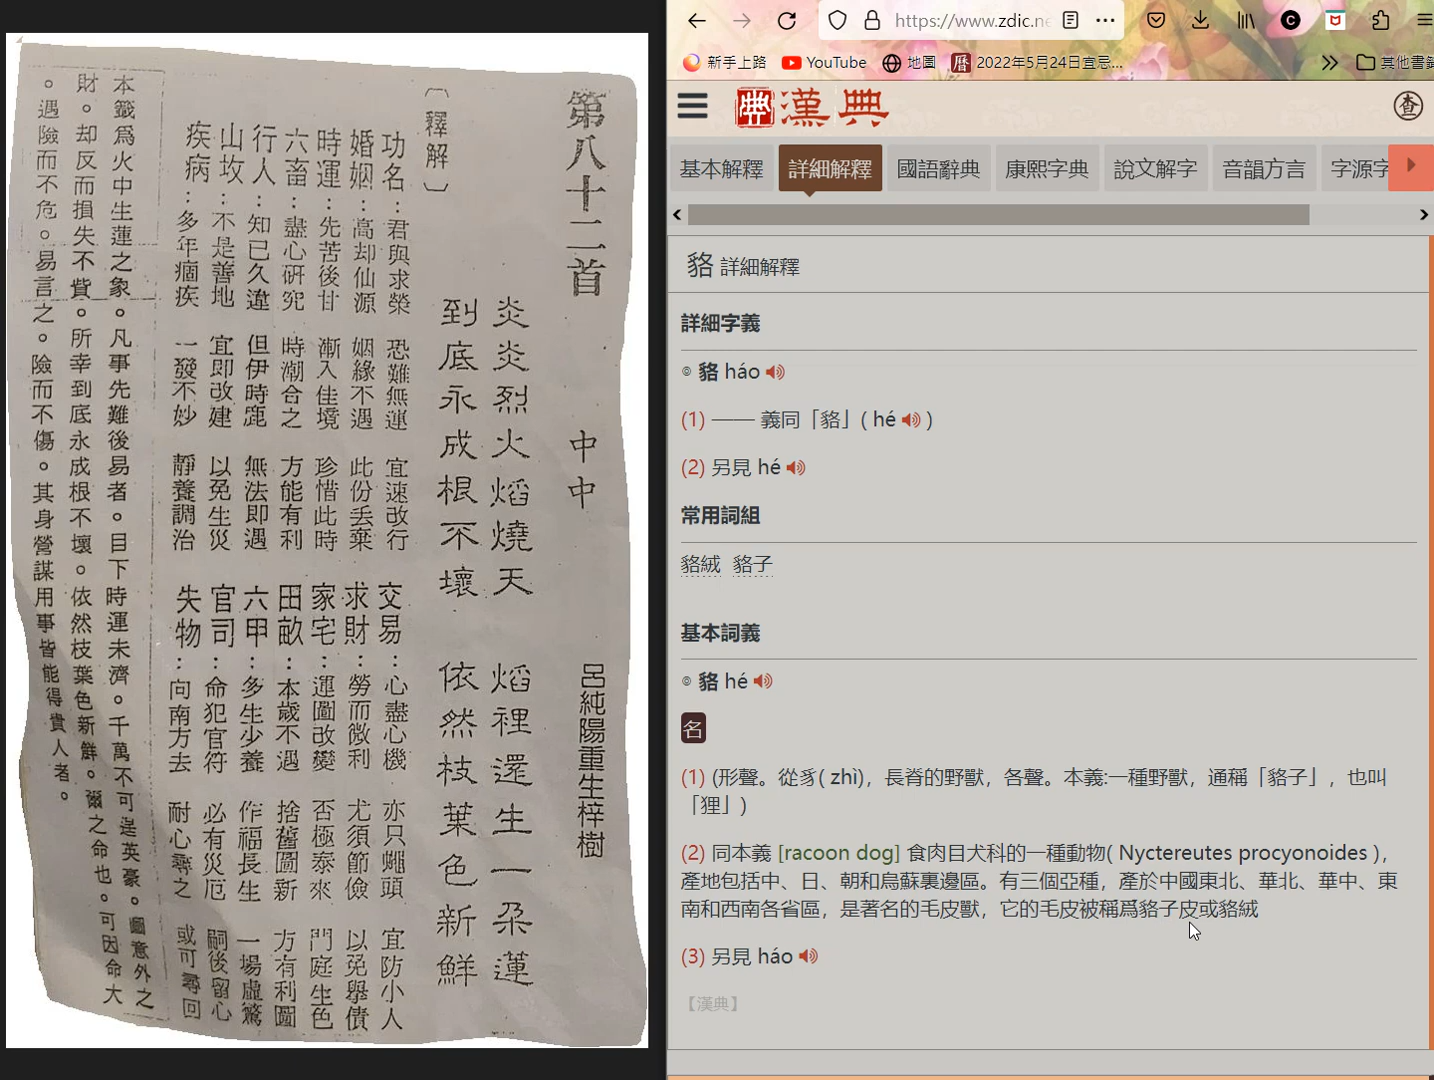 第八十二首 中中 呂純陽重生梓樹
炎炎烈火焰燒天 焰裡還生一朵蓮
到底永成根不壞 依然枝葉色新鮮
〔釋解〕
功名：君與求榮 恐難無運 宜速改行 交易：心盡心機 亦只蠅頭 宜防小人
婚姻：高却仙源 姻緣不遇 此份丢棄 求財：勞而微利 尤須節儉 以免舉債
時運：先苦後甘 漸入佳境 珍惜此時 家宅：運圖改變 否極泰來 門庭生色
六畜：盡心研究 時潮合之 方能有利 田畝：本歲不遇 捨舊圖新 方有利圖
行人：知已久違 但伊時鹿 無法即遇 六甲：多生少養 作福長生 一場虛驚
山坟：不是善地 宜即改建 以免生災 官司：命犯官符 必有災厄 嗣後留心
疾病：多年痼疾 一發不妙 靜養調治 失物：向南方去 耐心尋之 或可尋回
本籤爲火中生蓮之象。凡事先難後易者。目下時運未濟。千萬不可逞英豪。圖意外之
財。却反而損失不貲。所幸到底永成根不壞。依然枝葉色新鮮。爾之命也。可因命大
。遇險而不危。易言之。險而不傷。其身營謀用事皆能得貴人者。
https://www.zdic.ne
新手上路 YouTube 地圖 曆 2022年5月24日宜忌... 其他書籤
漢典 查
基本解釋 詳細解釋 國語辭典 康熙字典 說文解字 音韻方言 字源字
貉 詳細解釋
詳細字義
貉 háo
(1) —— 義同「貉」( hé )
(2) 另見 hé
常用詞組
貉絨 貉子
基本詞義
貉 hé
名
(1) (形聲。從豸( zhì)，長脊的野獸，各聲。本義:一種野獸，通稱「貉子」，也叫
「狸」)
(2) 同本義 [racoon dog] 食肉目犬科的一種動物( Nyctereutes procyonoides )，
產地包括中、日、朝和烏蘇裏邊區。有三個亞種，產於中國東北、華北、華中、東
南和西南各省區，是著名的毛皮獸，它的毛皮被稱爲貉子皮或貉絨
(3) 另見 háo
【漢典】